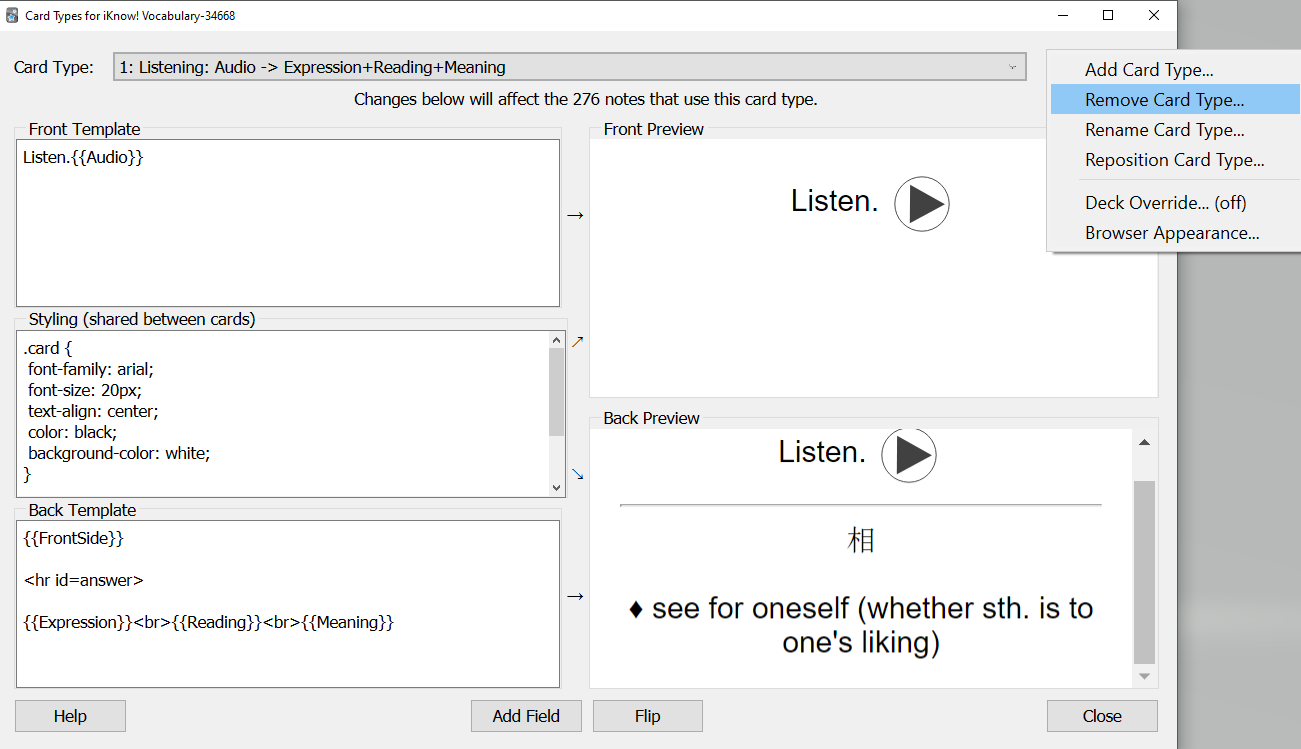 Card Types for iKnow! Vocabulary-34668
Card Type:
1: Listening: Audio -> Expression+Reading+Meaning
Changes below will affect the 276 notes that use this card type.
Add Card Type...
Remove Card Type...
Rename Card Type...
Reposition Card Type...
Deck Override... (off)
Browser Appearance...
Front Template
Listen.{{Audio}}
→
Front Preview
Listen.
Styling (shared between cards)
.card {
font-family: arial;
font-size: 20px;
text-align: center;
color: black;
background-color: white;
}
Back Template
{{FrontSide}}
<hr id=answer>
{{Expression}}<br>{{Reading}}<br>{{Meaning}}
→
Back Preview
Listen.
相
♦ see for oneself (whether sth. is to
one's liking)
Help
Add Field
Flip
Close